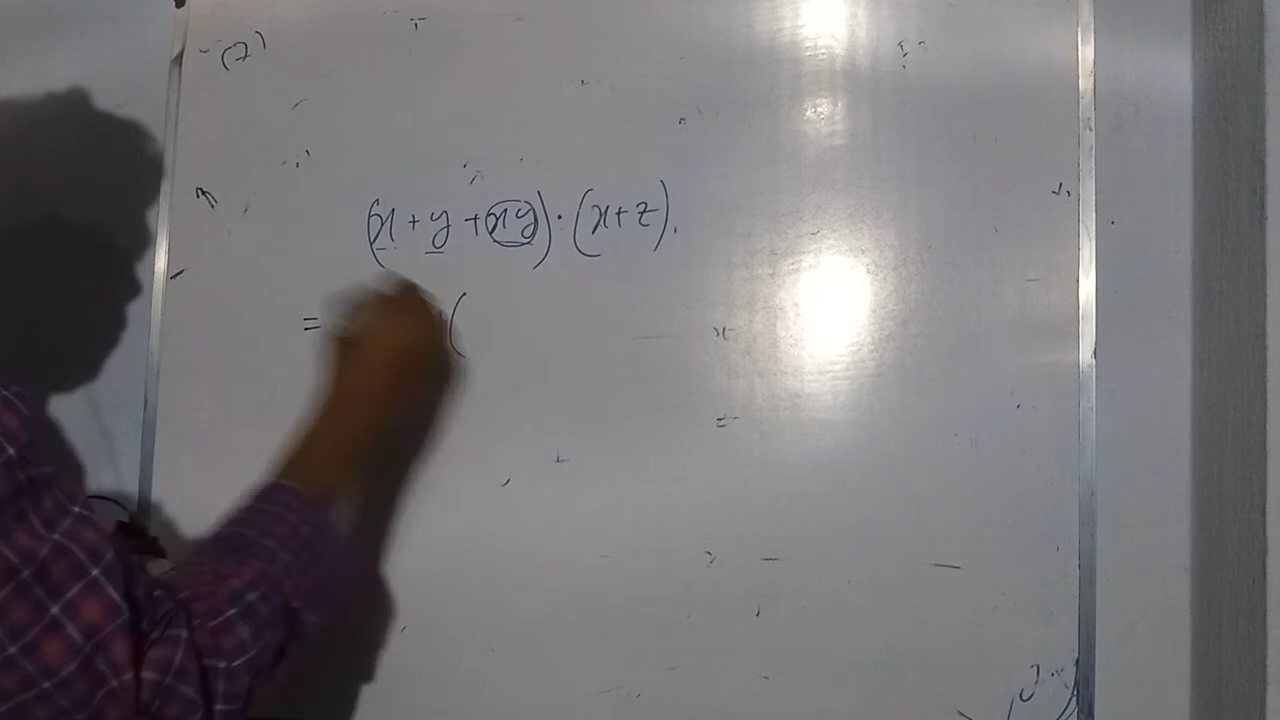 (7)
(x + y + xy) · (x + z).
= (